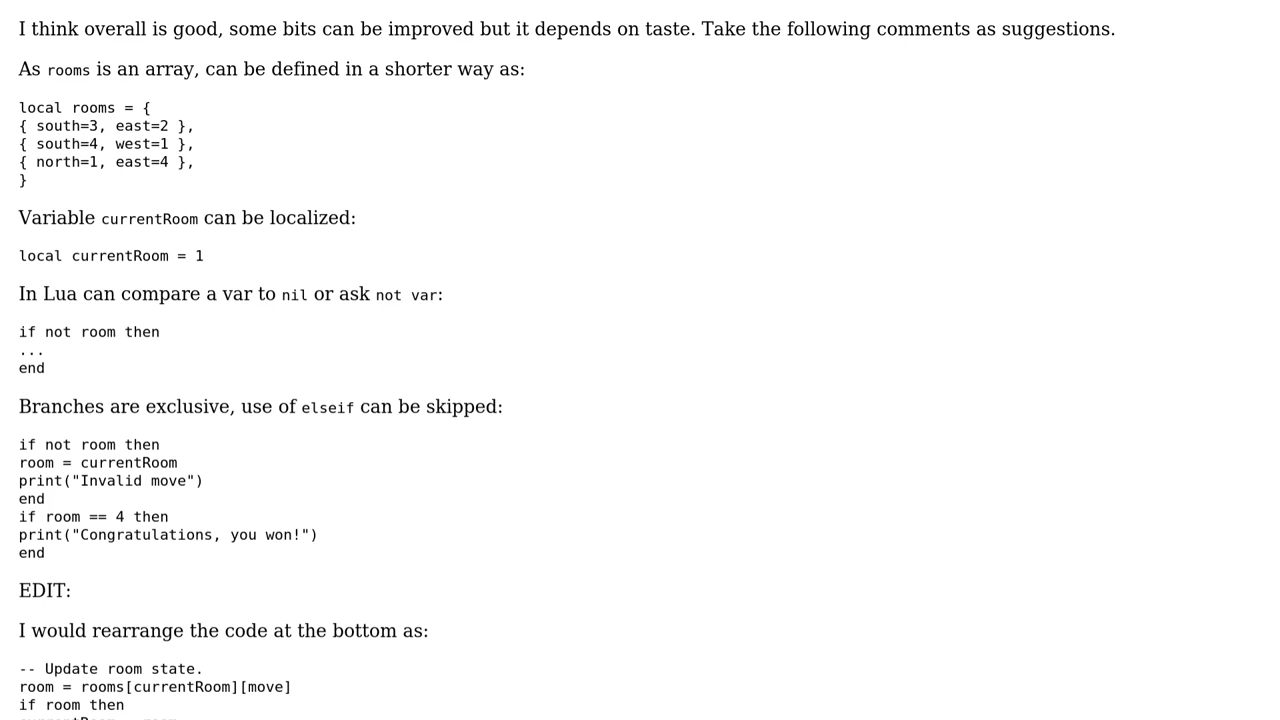 I think overall is good, some bits can be improved but it depends on taste. Take the following comments as suggestions.
As rooms is an array, can be defined in a shorter way as:
local rooms = {
{ south=3, east=2 },
{ south=4, west=1 },
{ north=1, east=4 },
}
Variable currentRoom can be localized:
local currentRoom = 1
In Lua can compare a var to nil or ask not var:
if not room then
...
end
Branches are exclusive, use of elseif can be skipped:
if not room then
room = currentRoom
print("Invalid move")
end
if room == 4 then
print("Congratulations, you won!")
end
EDIT:
I would rearrange the code at the bottom as:
-- Update room state.
room = rooms[currentRoom][move]
if room then